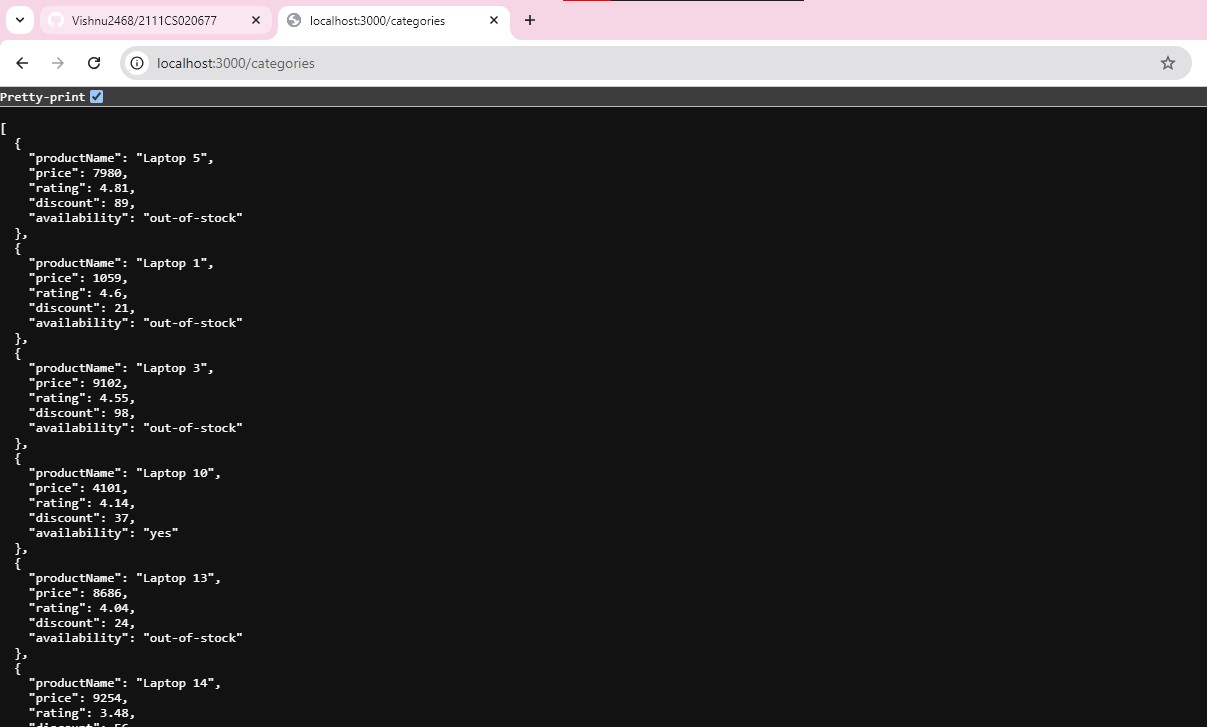 Vishnu2468/2111CS020677
localhost:3000/categories
localhost:3000/categories
Pretty-print
[
  {
    "productName": "Laptop 5",
    "price": 7980,
    "rating": 4.81,
    "discount": 89,
    "availability": "out-of-stock"
  },
  {
    "productName": "Laptop 1",
    "price": 1059,
    "rating": 4.6,
    "discount": 21,
    "availability": "out-of-stock"
  },
  {
    "productName": "Laptop 3",
    "price": 9102,
    "rating": 4.55,
    "discount": 98,
    "availability": "out-of-stock"
  },
  {
    "productName": "Laptop 10",
    "price": 4101,
    "rating": 4.14,
    "discount": 37,
    "availability": "yes"
  },
  {
    "productName": "Laptop 13",
    "price": 8686,
    "rating": 4.04,
    "discount": 24,
    "availability": "out-of-stock"
  },
  {
    "productName": "Laptop 14",
    "price": 9254,
    "rating": 3.48,
    "discount": 56,